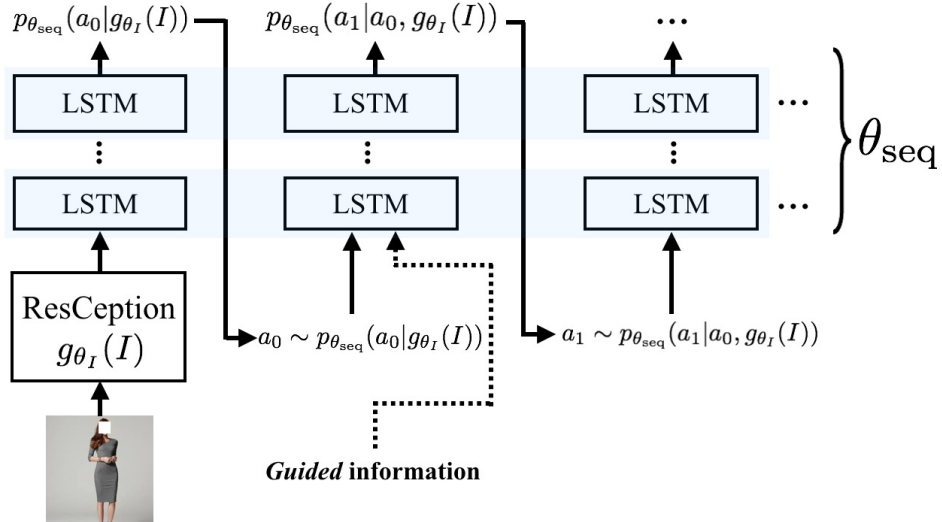 p_{θ_seq}(a_0|g_{θ_I}(I)) p_{θ_seq}(a_1|a_0, g_{θ_I}(I)) ...
LSTM LSTM LSTM ...
LSTM LSTM LSTM ...
θ_seq
ResCeption
g_{θ_I}(I)
a_0 ∼ p_{θ_seq}(a_0|g_{θ_I}(I)) a_1 ∼ p_{θ_seq}(a_1|a_0, g_{θ_I}(I))
Guided information